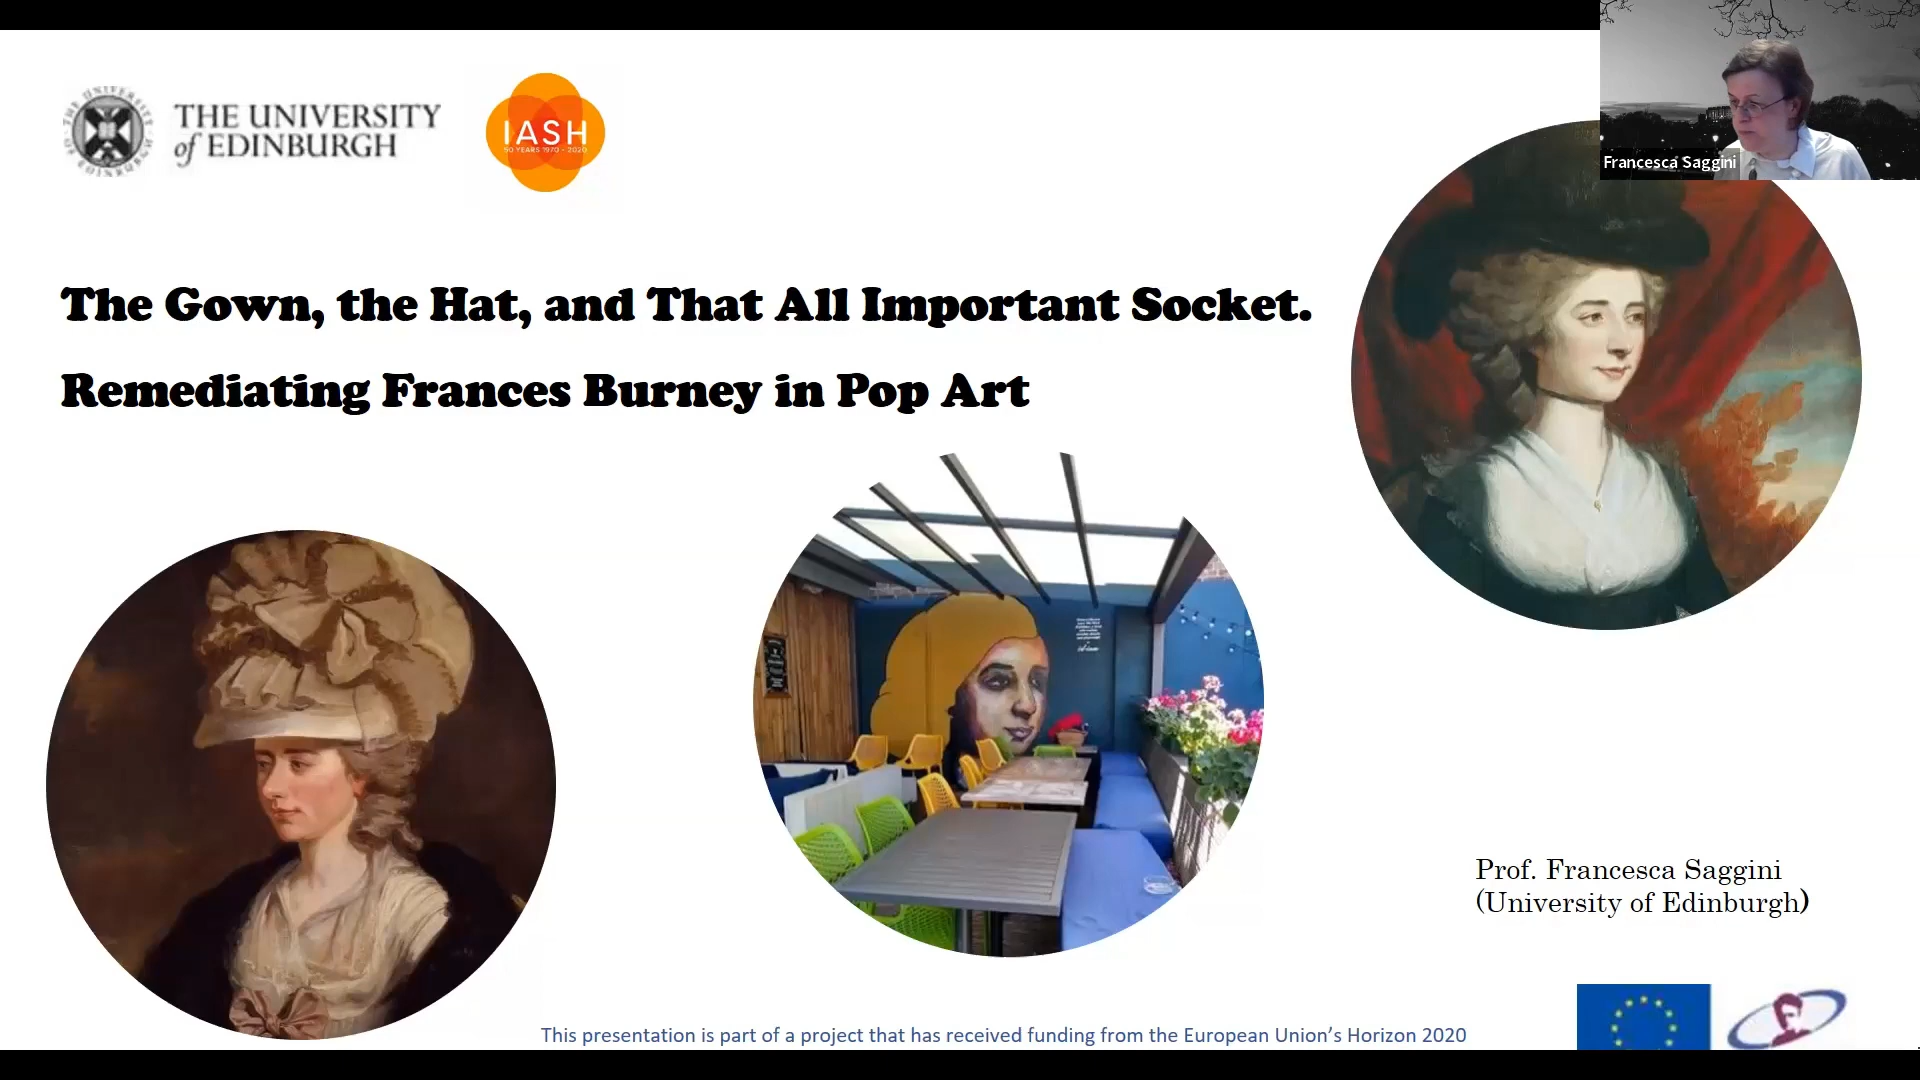 THE UNIVERSITY
of EDINBURGH
IASH
50 YEARS 1970 - 2020
Francesca Saggini
The Gown, the Hat, and That All Important Socket.
Remediating Frances Burney in Pop Art
Prof. Francesca Saggini
(University of Edinburgh)
This presentation is part of a project that has received funding from the European Union's Horizon 2020